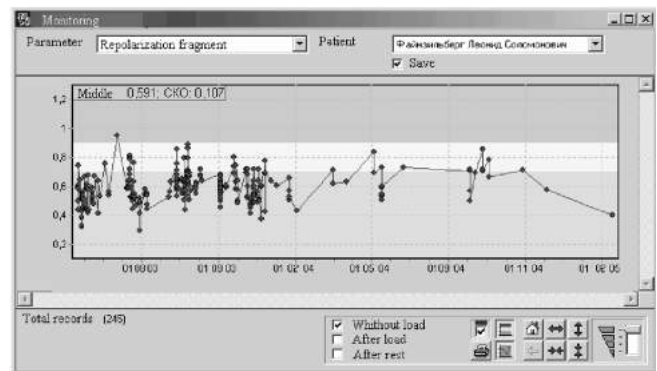 Monitoring
Parameter Repolarization fragment Patient Файнзильберг Леонид Соломонович
Save
Middle 0,591; СКО: 0,107
1,2
1
0,8
0,6
0,4
0,2
01 08 03 01 09 03 01 02 04 01 05 04 01 09 04 01 11 04 01 02 05
Total records (245)
Whithout load
After load
After rest